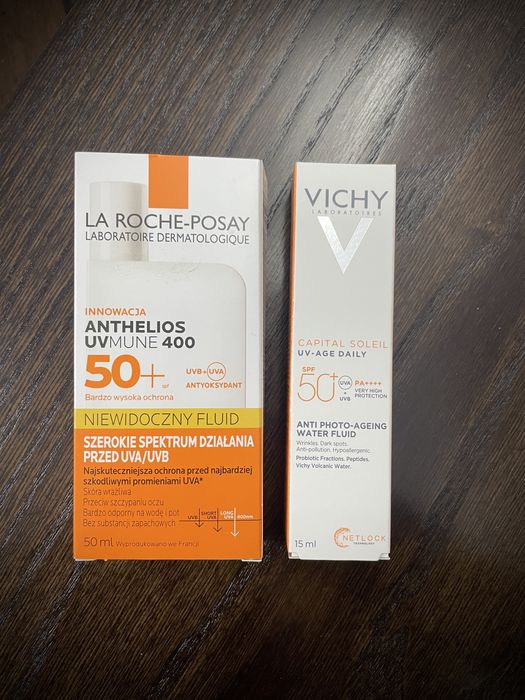 LA ROCHE-POSAY
LABORATOIRE DERMATOLOGIQUE
INNOWACJA
ANTHELIOS
UVMUNE 400
50+ SPF
UVB+UVA
ANTYOKSYDANT
Bardzo wysoka ochrona
NIEWIDOCZNY FLUID
SZEROKIE SPEKTRUM DZIAŁANIA
PRZED UVA/UVB
Najskuteczniejsza ochrona przed najbardziej
szkodliwymi promieniami UVA*
Skóra wrażliwa
Przeciw szczypaniu oczu
Bardzo odporny na wodę i pot
Bez substancji zapachowych
UVB
SHORT UVA
LONG UVA
400nm
50 ml Wyprodukowano we Francji
VICHY
LABORATOIRES
V
CAPITAL SOLEIL
UV-AGE DAILY
SPF
50+
UVA
+
UVB
PA++++
VERY HIGH
PROTECTION
ANTI PHOTO-AGEING
WATER FLUID
Wrinkles. Dark spots.
Anti-pollution. Hypoallergenic.
Probiotic Fractions. Peptides.
Vichy Volcanic Water.
15 ml
NETLOCK
TECHNOLOGY